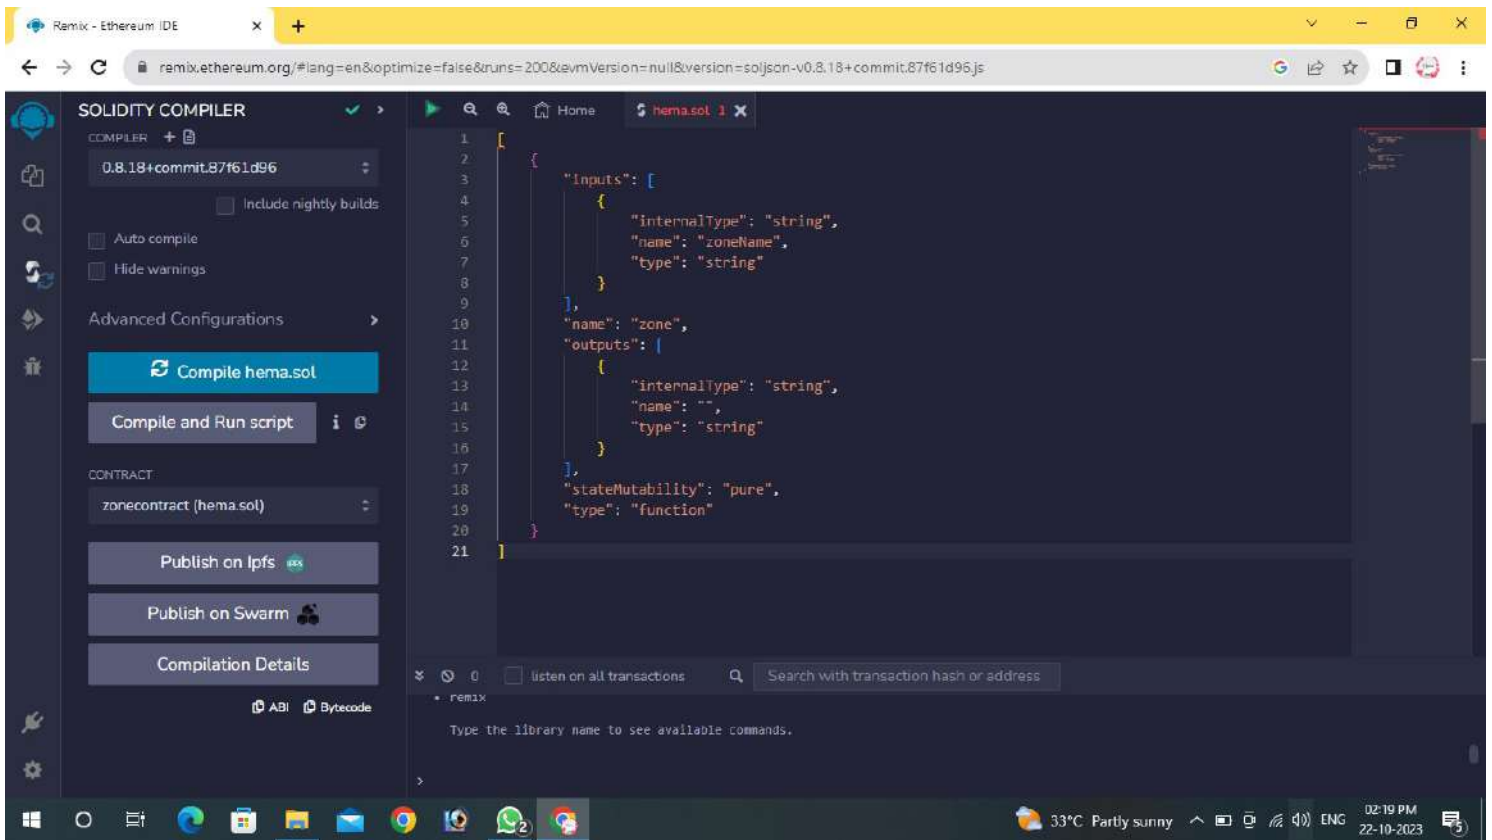 Remix - Ethereum IDE
remix.ethereum.org/#lang=en&optimize=false&runs=200&evmVersion=null&version=soljson-v0.8.18+commit.87f61d96.js
SOLIDITY COMPILER
COMPILER
0.8.18+commit.87f61d96
Include nightly builds
Auto compile
Hide warnings
Advanced Configurations
Compile hema.sol
Compile and Run script
CONTRACT
zonecontract (hema.sol)
Publish on Ipfs
Publish on Swarm
Compilation Details
ABI Bytecode
Home hema.sol 1
1 [
2 {
3 "inputs": [
4 {
5 "internalType": "string",
6 "name": "zoneName",
7 "type": "string"
8 }
9 ],
10 "name": "zone",
11 "outputs": [
12 {
13 "internalType": "string",
14 "name": "",
15 "type": "string"
16 }
17 ],
18 "stateMutability": "pure",
19 "type": "function"
20 }
21 ]
0 listen on all transactions Search with transaction hash or address
• remix
Type the library name to see available commands.
>
33°C Partly sunny ENG 02:19 PM
22-10-2023